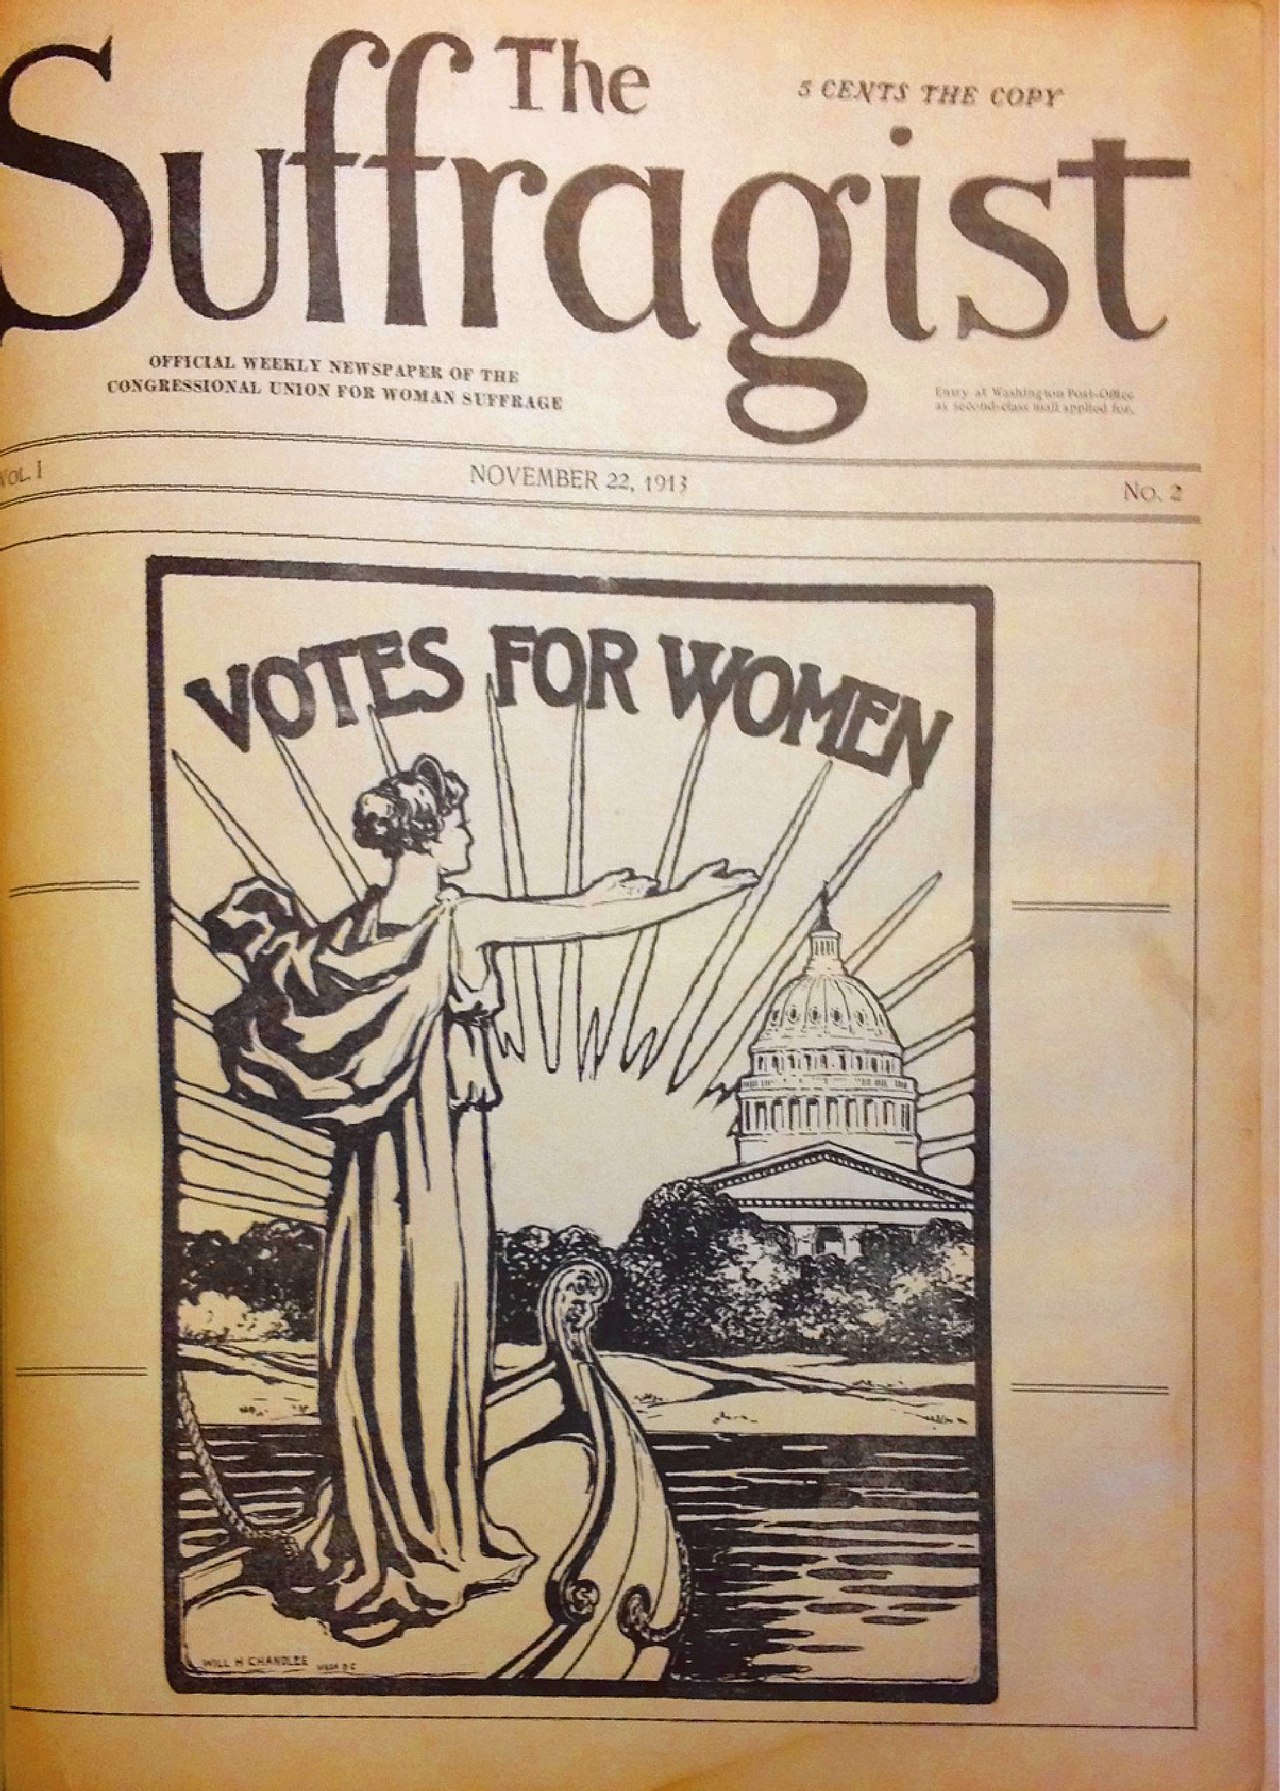 The
5 CENTS THE COPY
Suffragist
OFFICIAL WEEKLY NEWSPAPER OF THE
CONGRESSIONAL UNION FOR WOMAN SUFFRAGE
Entry at Washington Post-Office
as second-class mail applied for.
VOL. I
NOVEMBER 22, 1913
No. 2
VOTES FOR WOMEN
WILL H CHANDLEE WASH D C